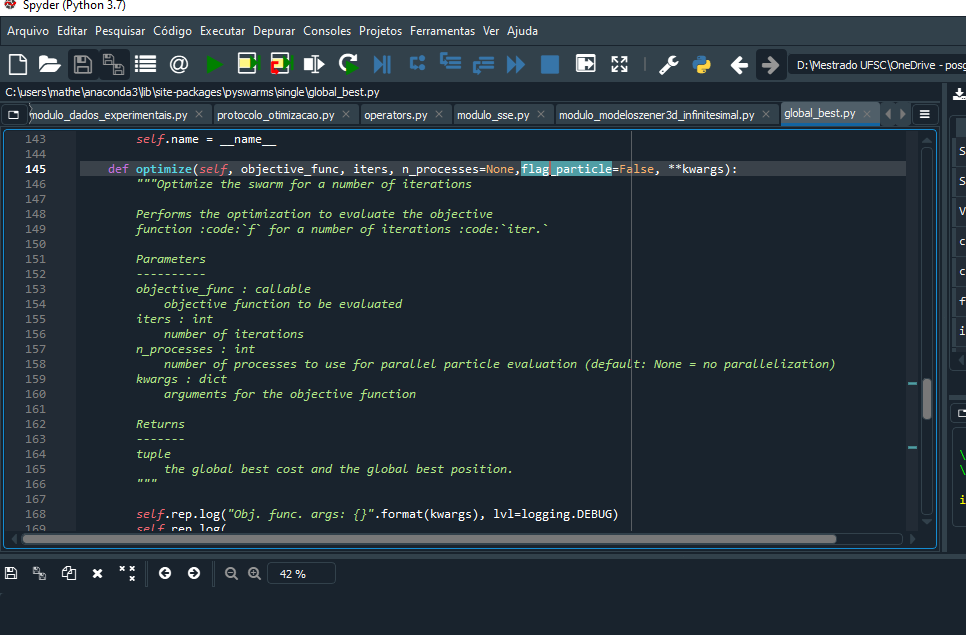 Spyder (Python 3.7)
Arquivo Editar Pesquisar Código Executar Depurar Consoles Projetos Ferramentas Ver Ajuda
D:\Mestrado UFSC\OneDrive - posg
C:\users\mathe\anaconda3\lib\site-packages\pyswarms\single\global_best.py
modulo_dados_experimentais.py protocolo_otimizacao.py operators.py modulo_sse.py modulo_modeloszener3d_infinitesimal.py global_best.py
143 self.name = __name__
144
145 def optimize(self, objective_func, iters, n_processes=None,flag_particle=False, **kwargs):
146 """Optimize the swarm for a number of iterations
147
148 Performs the optimization to evaluate the objective
149 function :code:`f` for a number of iterations :code:`iter.`
150
151 Parameters
152 ----------
153 objective_func : callable
154 objective function to be evaluated
155 iters : int
156 number of iterations
157 n_processes : int
158 number of processes to use for parallel particle evaluation (default: None = no parallelization)
159 kwargs : dict
160 arguments for the objective function
161
162 Returns
163 -------
164 tuple
165 the global best cost and the global best position.
166 """
167
168 self.rep.log("Obj. func. args: {}".format(kwargs), lvl=logging.DEBUG)
169 self.rep.log(
S
S
V
c
c
f
i
\
\
i
42 %